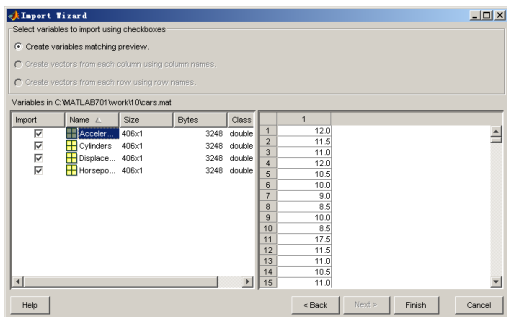 Import Wizard
Select variables to import using checkboxes
Create variables matching preview.
Create vectors from each column using column names.
Create vectors from each row using row names.
Variables in C:\MATLAB701\work\10\cars.mat
Import Name Size Bytes Class
Acceler... 406x1 3248 double
Cylinders 406x1 3248 double
Displace... 406x1 3248 double
Horsepo... 406x1 3248 double
1
1 12.0
2 11.5
3 11.0
4 12.0
5 10.5
6 10.0
7 9.0
8 8.5
9 10.0
10 8.5
11 17.5
12 11.5
13 11.0
14 10.5
15 11.0
Help
< Back
Next >
Finish
Cancel